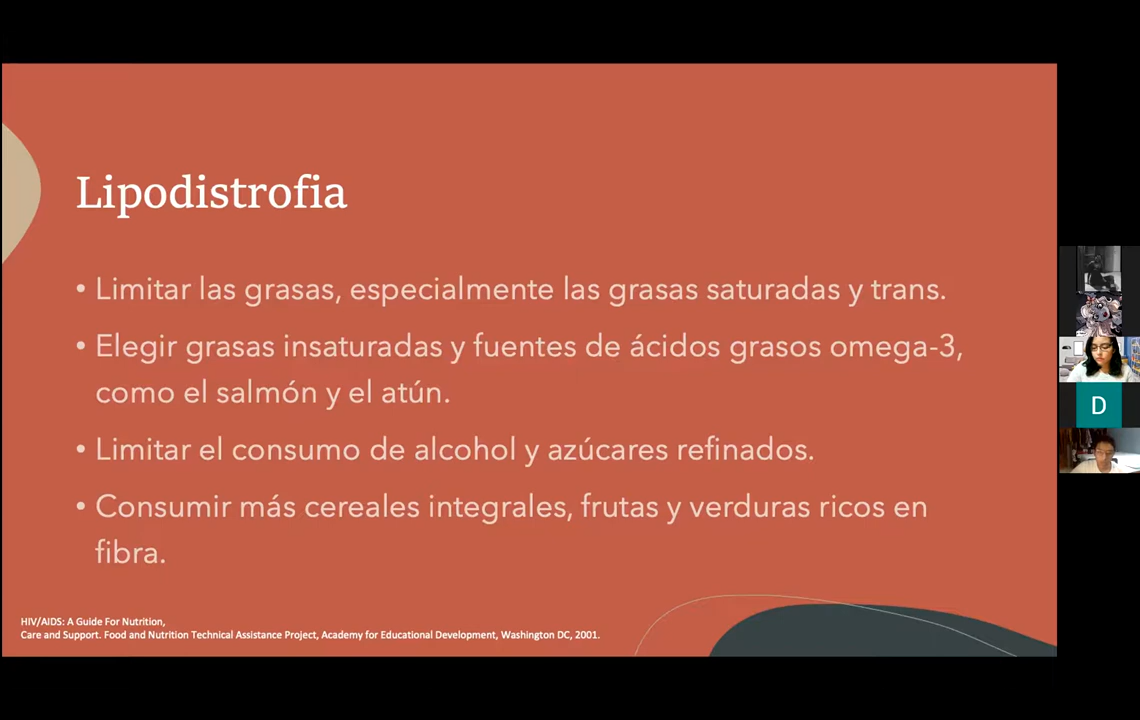 Lipodistrofia
• Limitar las grasas, especialmente las grasas saturadas y trans.
• Elegir grasas insaturadas y fuentes de ácidos grasos omega-3,
como el salmón y el atún.
• Limitar el consumo de alcohol y azúcares refinados.
• Consumir más cereales integrales, frutas y verduras ricos en
fibra.
HIV/AIDS: A Guide For Nutrition,
Care and Support. Food and Nutrition Technical Assistance Project, Academy for Educational Development, Washington DC, 2001.
D